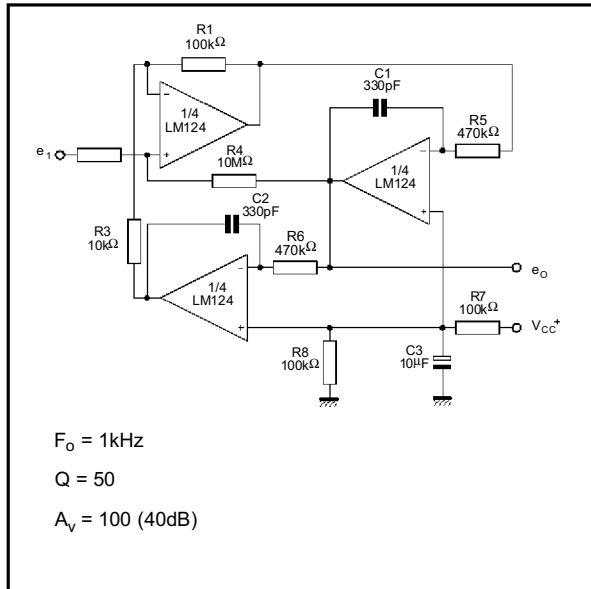 R1
100kΩ
C1
330pF
1/4
LM124
R5
470kΩ
e1
R4
10MΩ
1/4
LM124
C2
330pF
R3
10kΩ
R6
470kΩ
1/4
LM124
eO
R7
100kΩ
VCC+
R8
100kΩ
C3
10µF
Fo = 1kHz
Q = 50
Av = 100 (40dB)